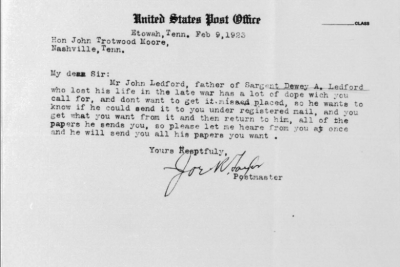 United States Post Office
CLASS
Etowah,Tenn. Feb 9,1923
Hon John Trotwood Moore,
Nashville,Tenn.
My dear Sir:
Mr John Ledford, father of Sargent Dewey A. Ledford
who lost his life in the late war has a lot of dope wich you
call for, and dont want to get it missed placed, so he wants to
know if he could send it to you under registered mail, and you
get what you want from it and then return to him, all of the
papers he sends you, so please let me heare from you at once
and he will send you all his papers you want .
Yours Reaptfuly,
Joe R. Taylor
Postmaster